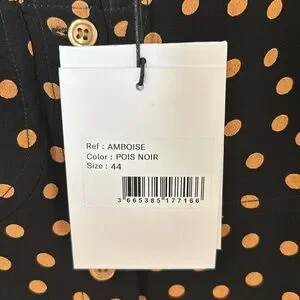 Ref : AMBOISE
Color : POIS NOIR
Size : 44
3 665385 177166